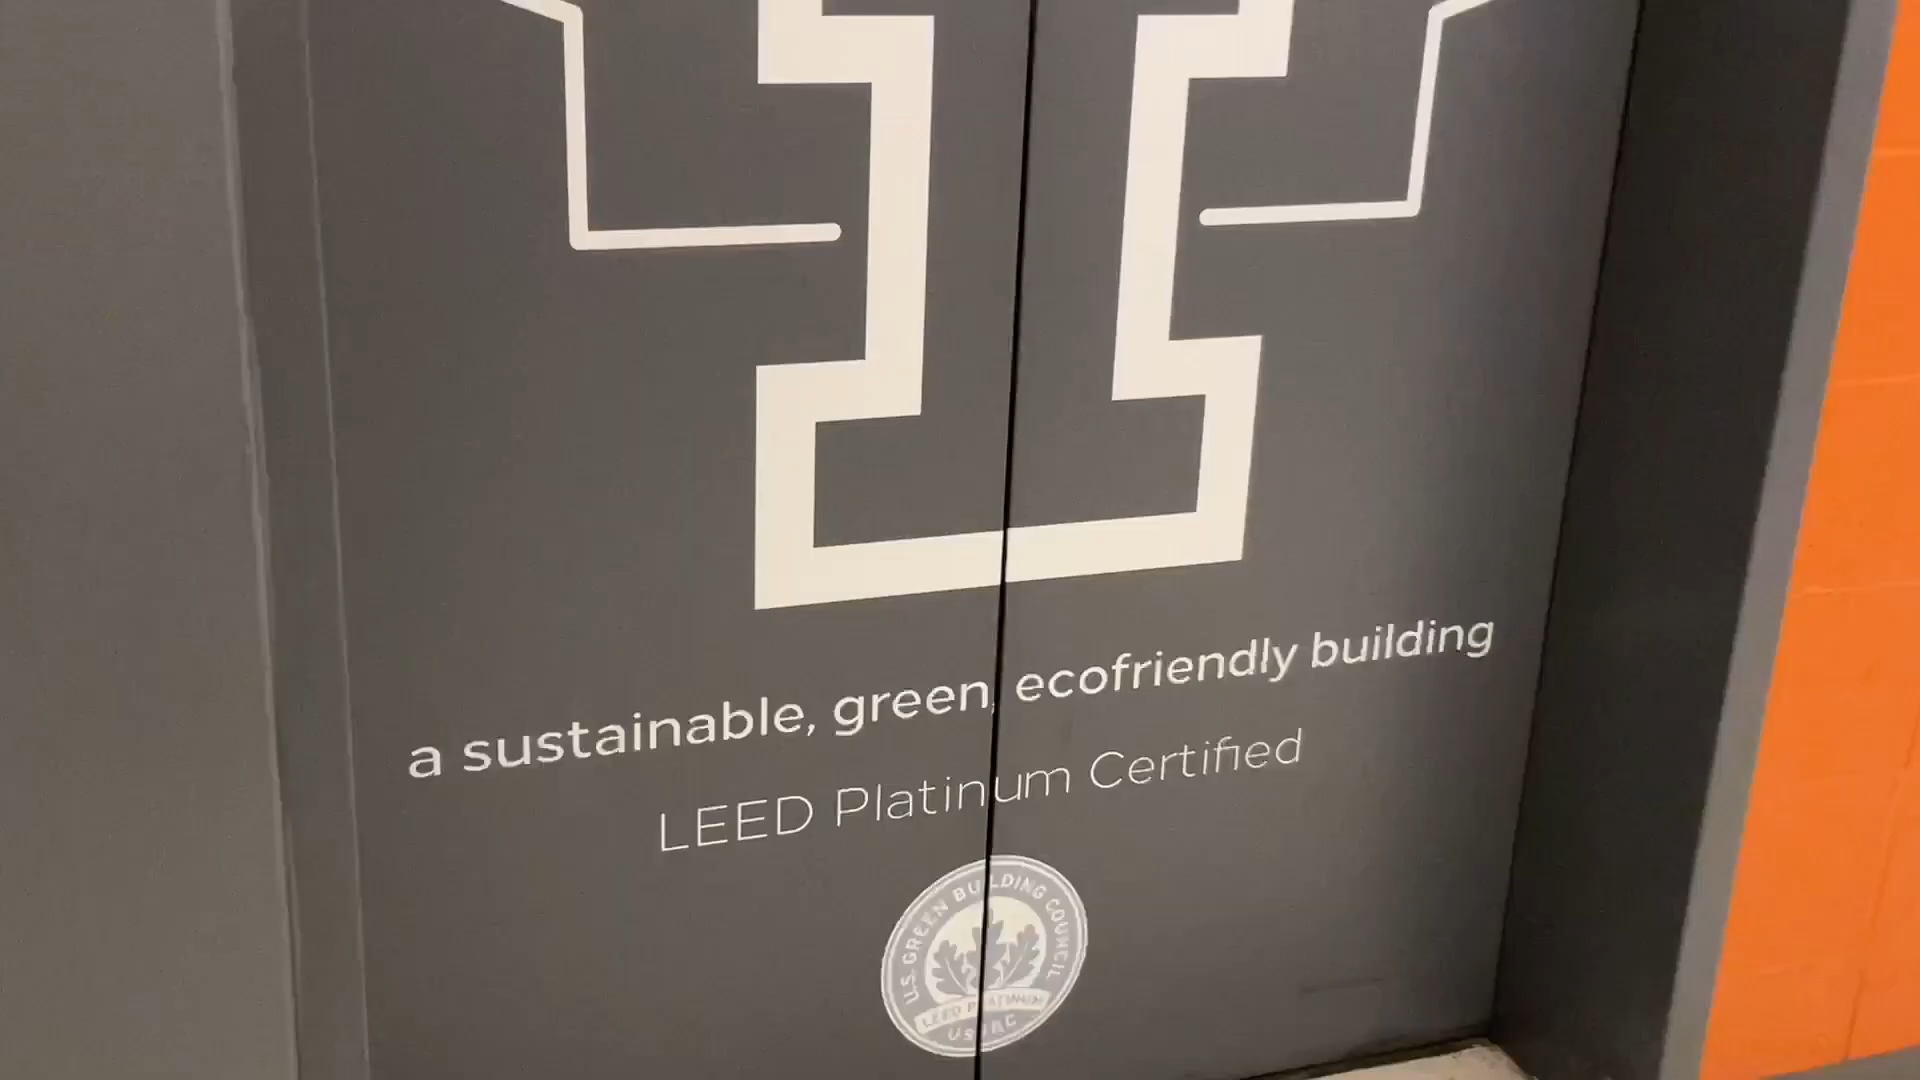 a sustainable, green, ecofriendly building
LEED Platinum Certified
U.S. GREEN BUILDING COUNCIL
LEED PLATINUM
USGBC